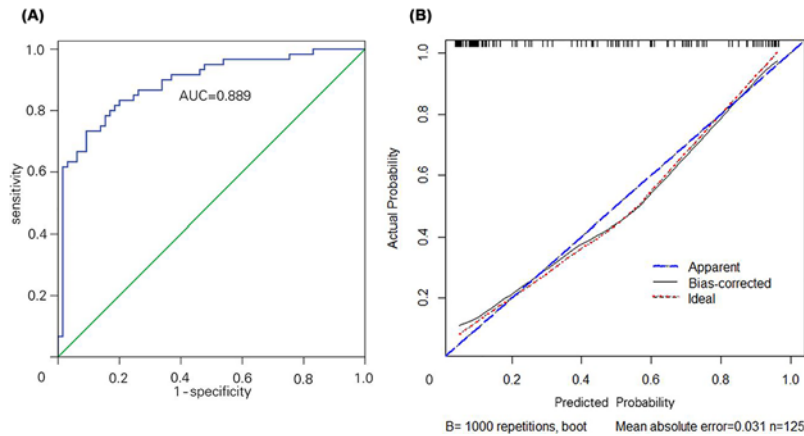 (A)
1.0
0.8
0.6
0.4
0.2
0
0.2
0.4
0.6
0.8
1.0
AUC=0.889
sensitivity
1-specificity
(B)
1.0
0.8
0.6
0.4
0.2
0
0.2
0.4
0.6
0.8
1.0
Actual Probability
Apparent
Bias-corrected
Ideal
Predicted Probability
B= 1000 repetitions, boot
Mean absolute error=0.031 n=125